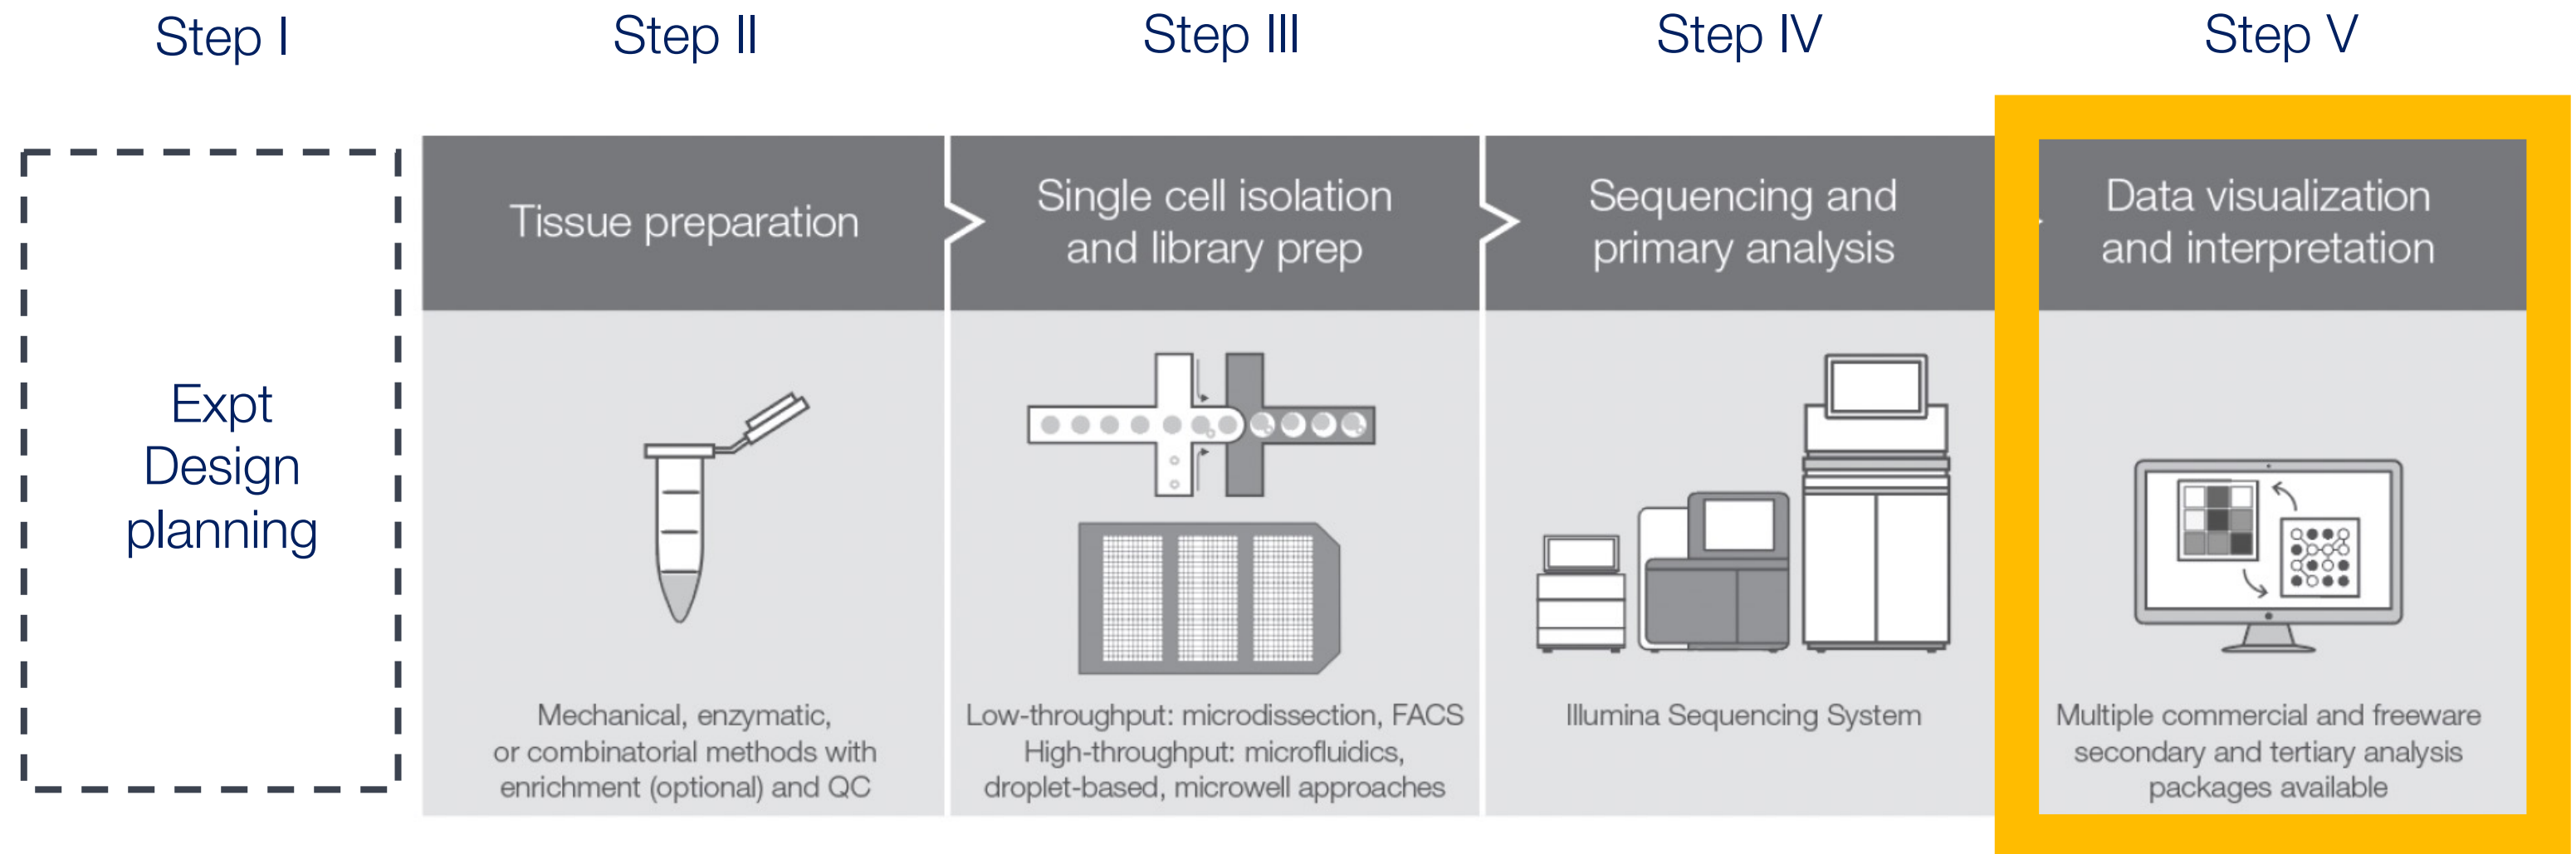 Step I
Step II
Step III
Step IV
Step V
Expt
Design
planning
Tissue preparation
Mechanical, enzymatic,
or combinatorial methods with
enrichment (optional) and QC
Single cell isolation
and library prep
Low-throughput: microdissection, FACS
High-throughput: microfluidics,
droplet-based, microwell approaches
Sequencing and
primary analysis
Illumina Sequencing System
Data visualization
and interpretation
Multiple commercial and freeware
secondary and tertiary analysis
packages available